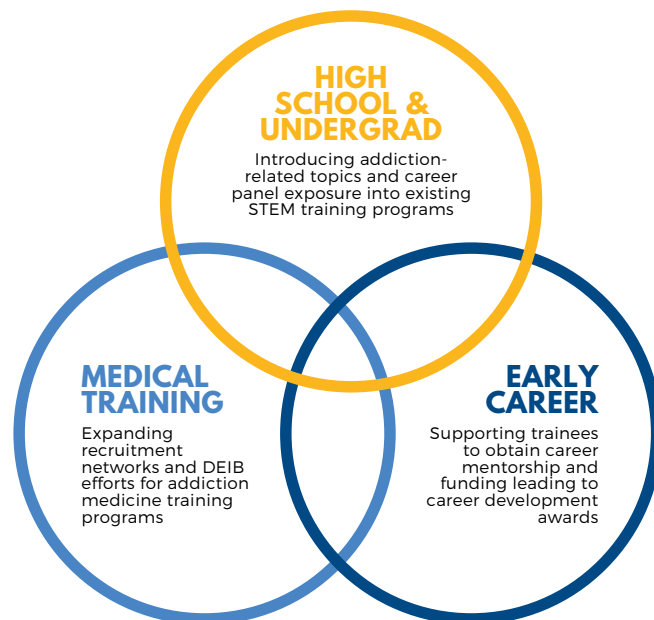 HIGH
SCHOOL &
UNDERGRAD
Introducing addiction-
related topics and career
panel exposure into existing
STEM training programs
MEDICAL
TRAINING
Expanding
recruitment
networks and DEIB
efforts for addiction
medicine training
programs
EARLY
CAREER
Supporting trainees
to obtain career
mentorship and
funding leading to
career development
awards